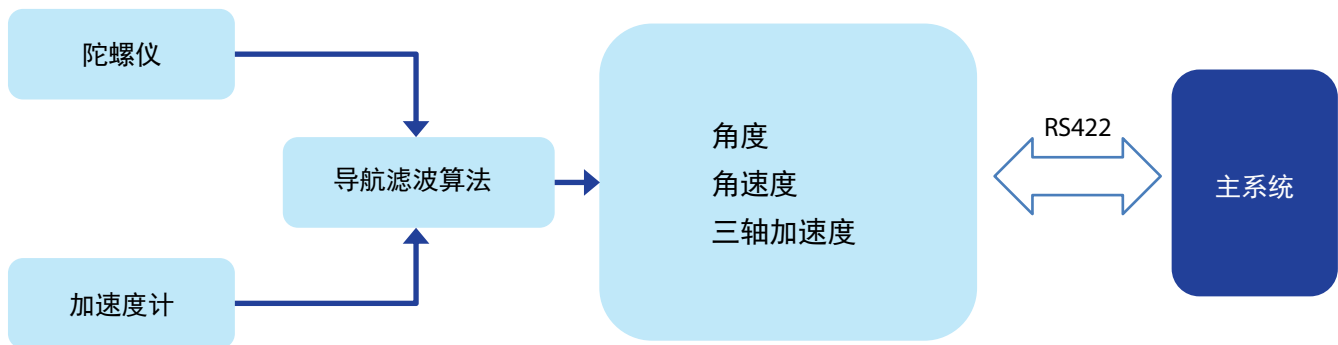 陀螺仪
加速度计
导航滤波算法
角度
角速度
三轴加速度
RS422
主系统